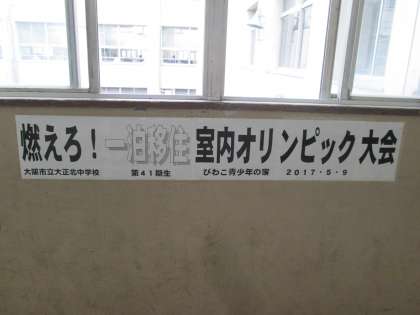 燃えろ！一泊移住 室内オリンピック大会
大阪市立大正北中学校 第41期生 びわこ青少年の家 2017・5・9